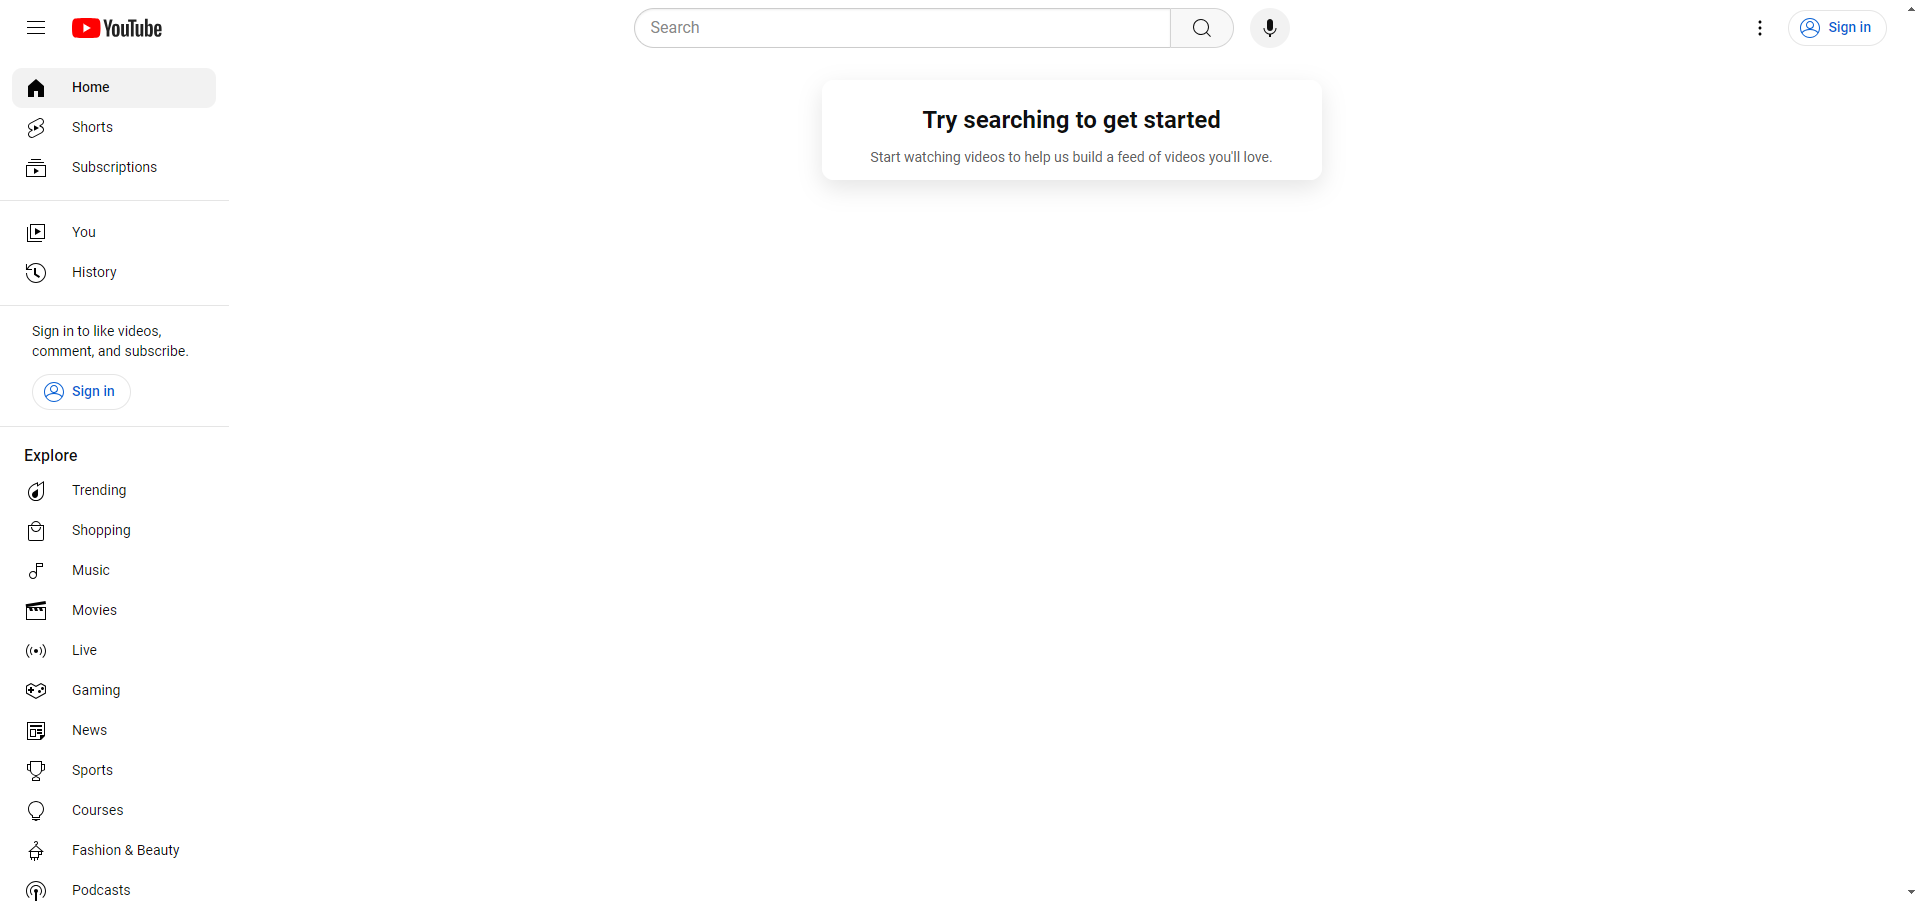 YouTube
Search
Sign in
Home
Shorts
Subscriptions
You
History
Sign in to like videos,
comment, and subscribe.
Sign in
Explore
Trending
Shopping
Music
Movies
Live
Gaming
News
Sports
Courses
Fashion & Beauty
Podcasts
Try searching to get started
Start watching videos to help us build a feed of videos you'll love.